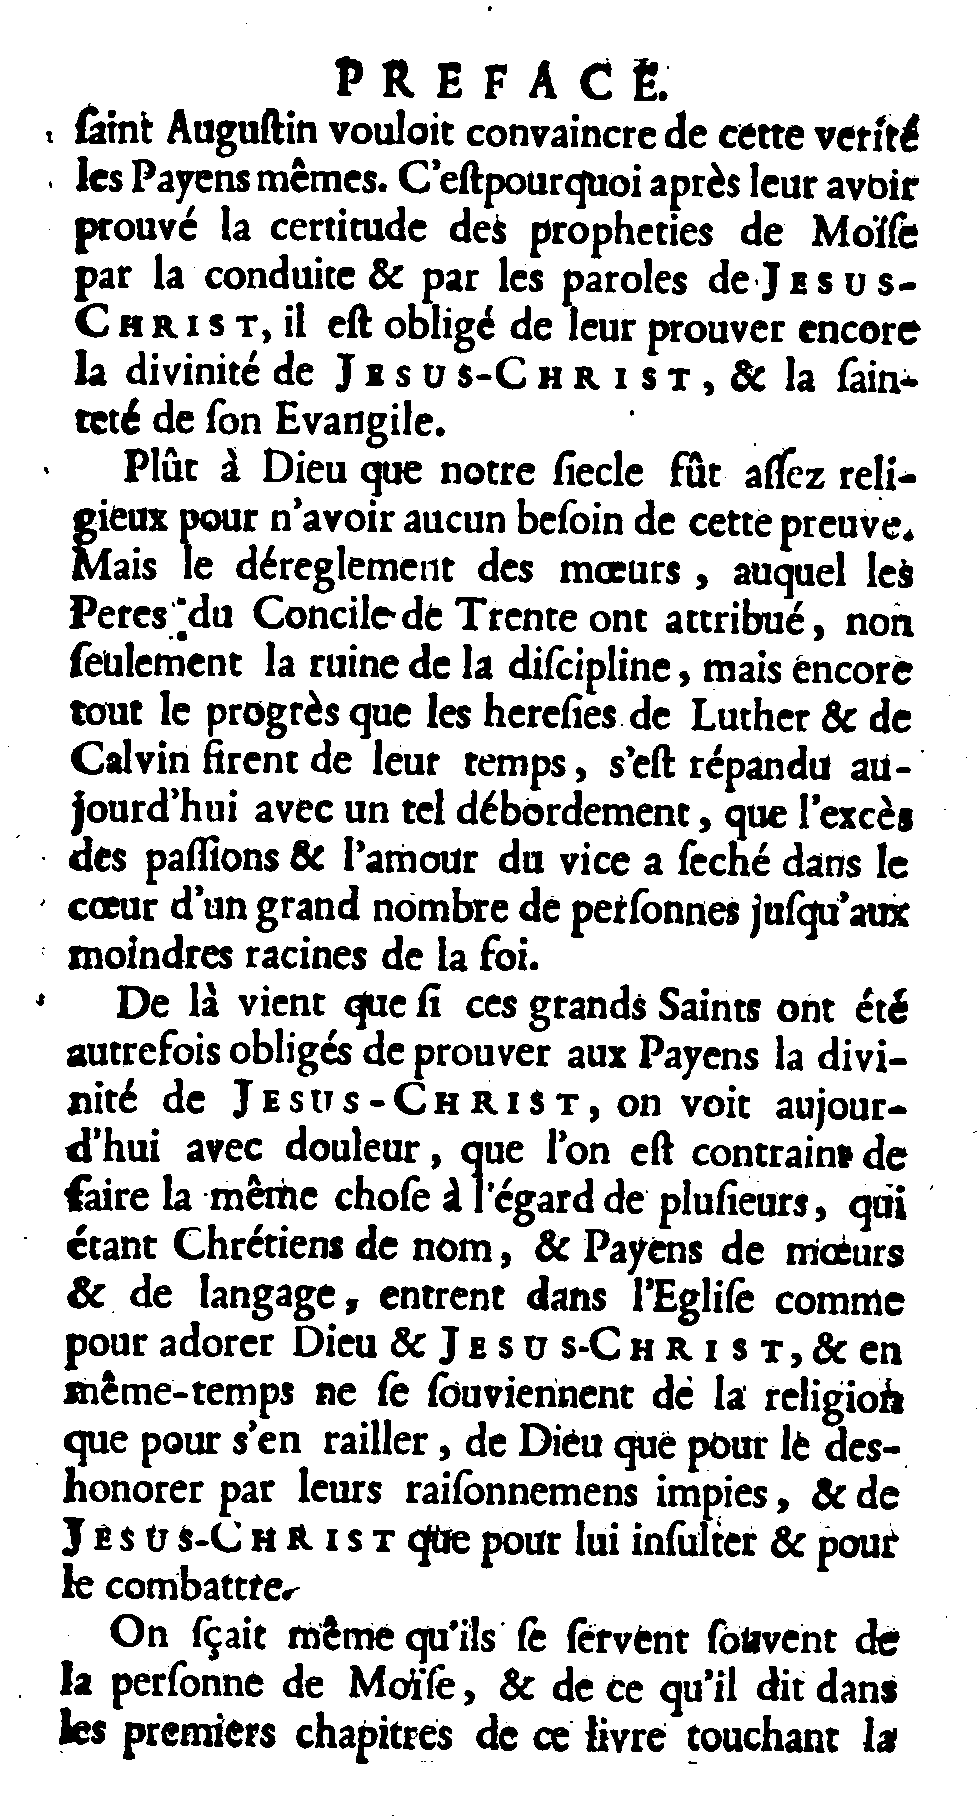 PREFACE.
ſaint Auguſtin vouloit convaincre de cette verité
les Payens mêmes. C'eſtpourquoi après leur avoir
prouvé la certitude des propheties de Moïſe
par la conduite & par les paroles de JESUS-
CHRIST, il eſt obligé de leur prouver encore
la divinité de JESUS-CHRIST, & la ſain-
teté de ſon Evangile.
Plût à Dieu que notre ſiecle fût aſſez reli-
gieux pour n'avoir aucun beſoin de cette preuve.
Mais le déreglement des mœurs, auquel les
Peres du Concile de Trente ont attribué, non
ſeulement la ruine de la diſcipline, mais encore
tout le progrès que les hereſies de Luther & de
Calvin firent de leur temps, s'eſt répandu au-
jourd'hui avec un tel débordement, que l'excès
des paſſions & l'amour du vice a ſeché dans le
cœur d'un grand nombre de perſonnes juſqu'aux
moindres racines de la foi.
De là vient que ſi ces grands Saints ont été
autrefois obligés de prouver aux Payens la divi-
nité de JESUS-CHRIST, on voit aujour-
d'hui avec douleur, que l'on eſt contraint de
faire la même choſe à l'égard de pluſieurs, qui
étant Chrétiens de nom, & Payens de mœurs
& de langage, entrent dans l'Egliſe comme
pour adorer Dieu & JESUS-CHRIST, & en
même-temps ne ſe ſouviennent de la religion
que pour s'en railler, de Dieu que pour le des-
honorer par leurs raiſonnemens impies, & de
JESUS-CHRIST que pour lui inſulter & pour
le combattre.
On ſçait même qu'ils ſe ſervent ſouvent de
la perſonne de Moïſe, & de ce qu'il dit dans
les premiers chapitres de ce livre touchant la